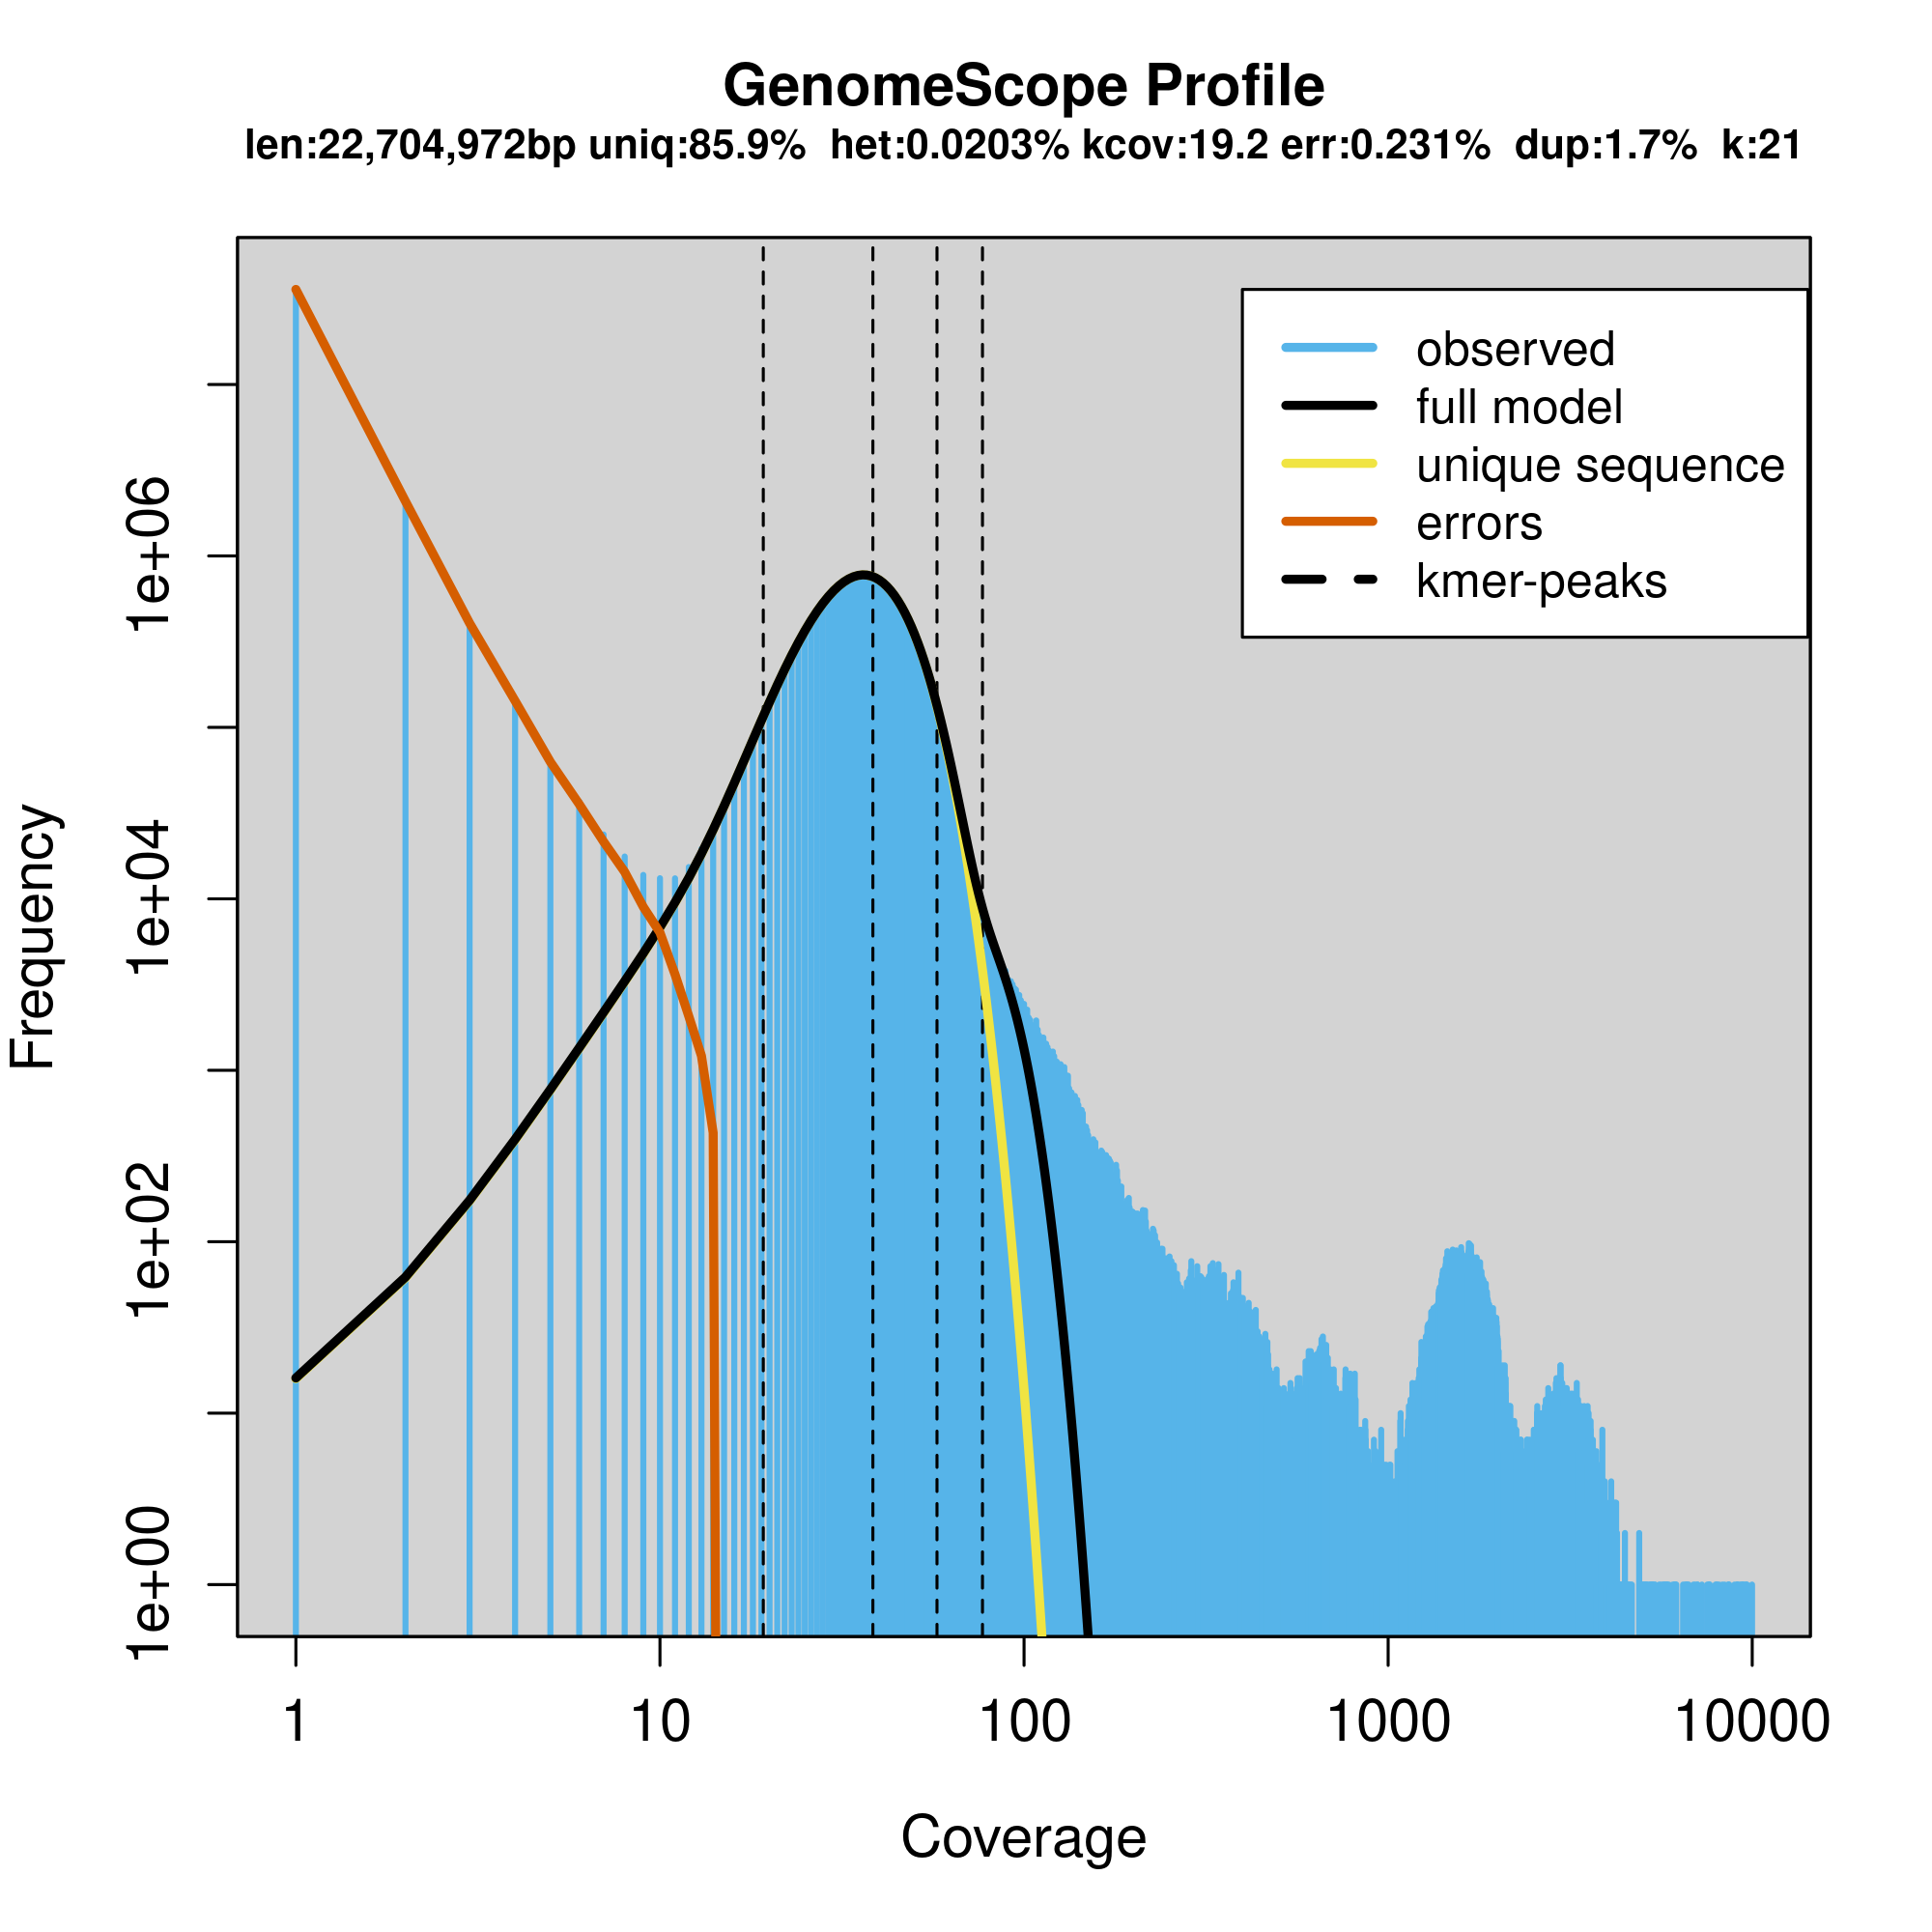 GenomeScope Profile
len:22,704,972bp uniq:85.9% het:0.0203% kcov:19.2 err:0.231% dup:1.7% k:21
observed
full model
unique sequence
errors
kmer-peaks
Frequency
1e+06
1e+04
1e+02
1e+00
1 10 100 1000 10000
Coverage